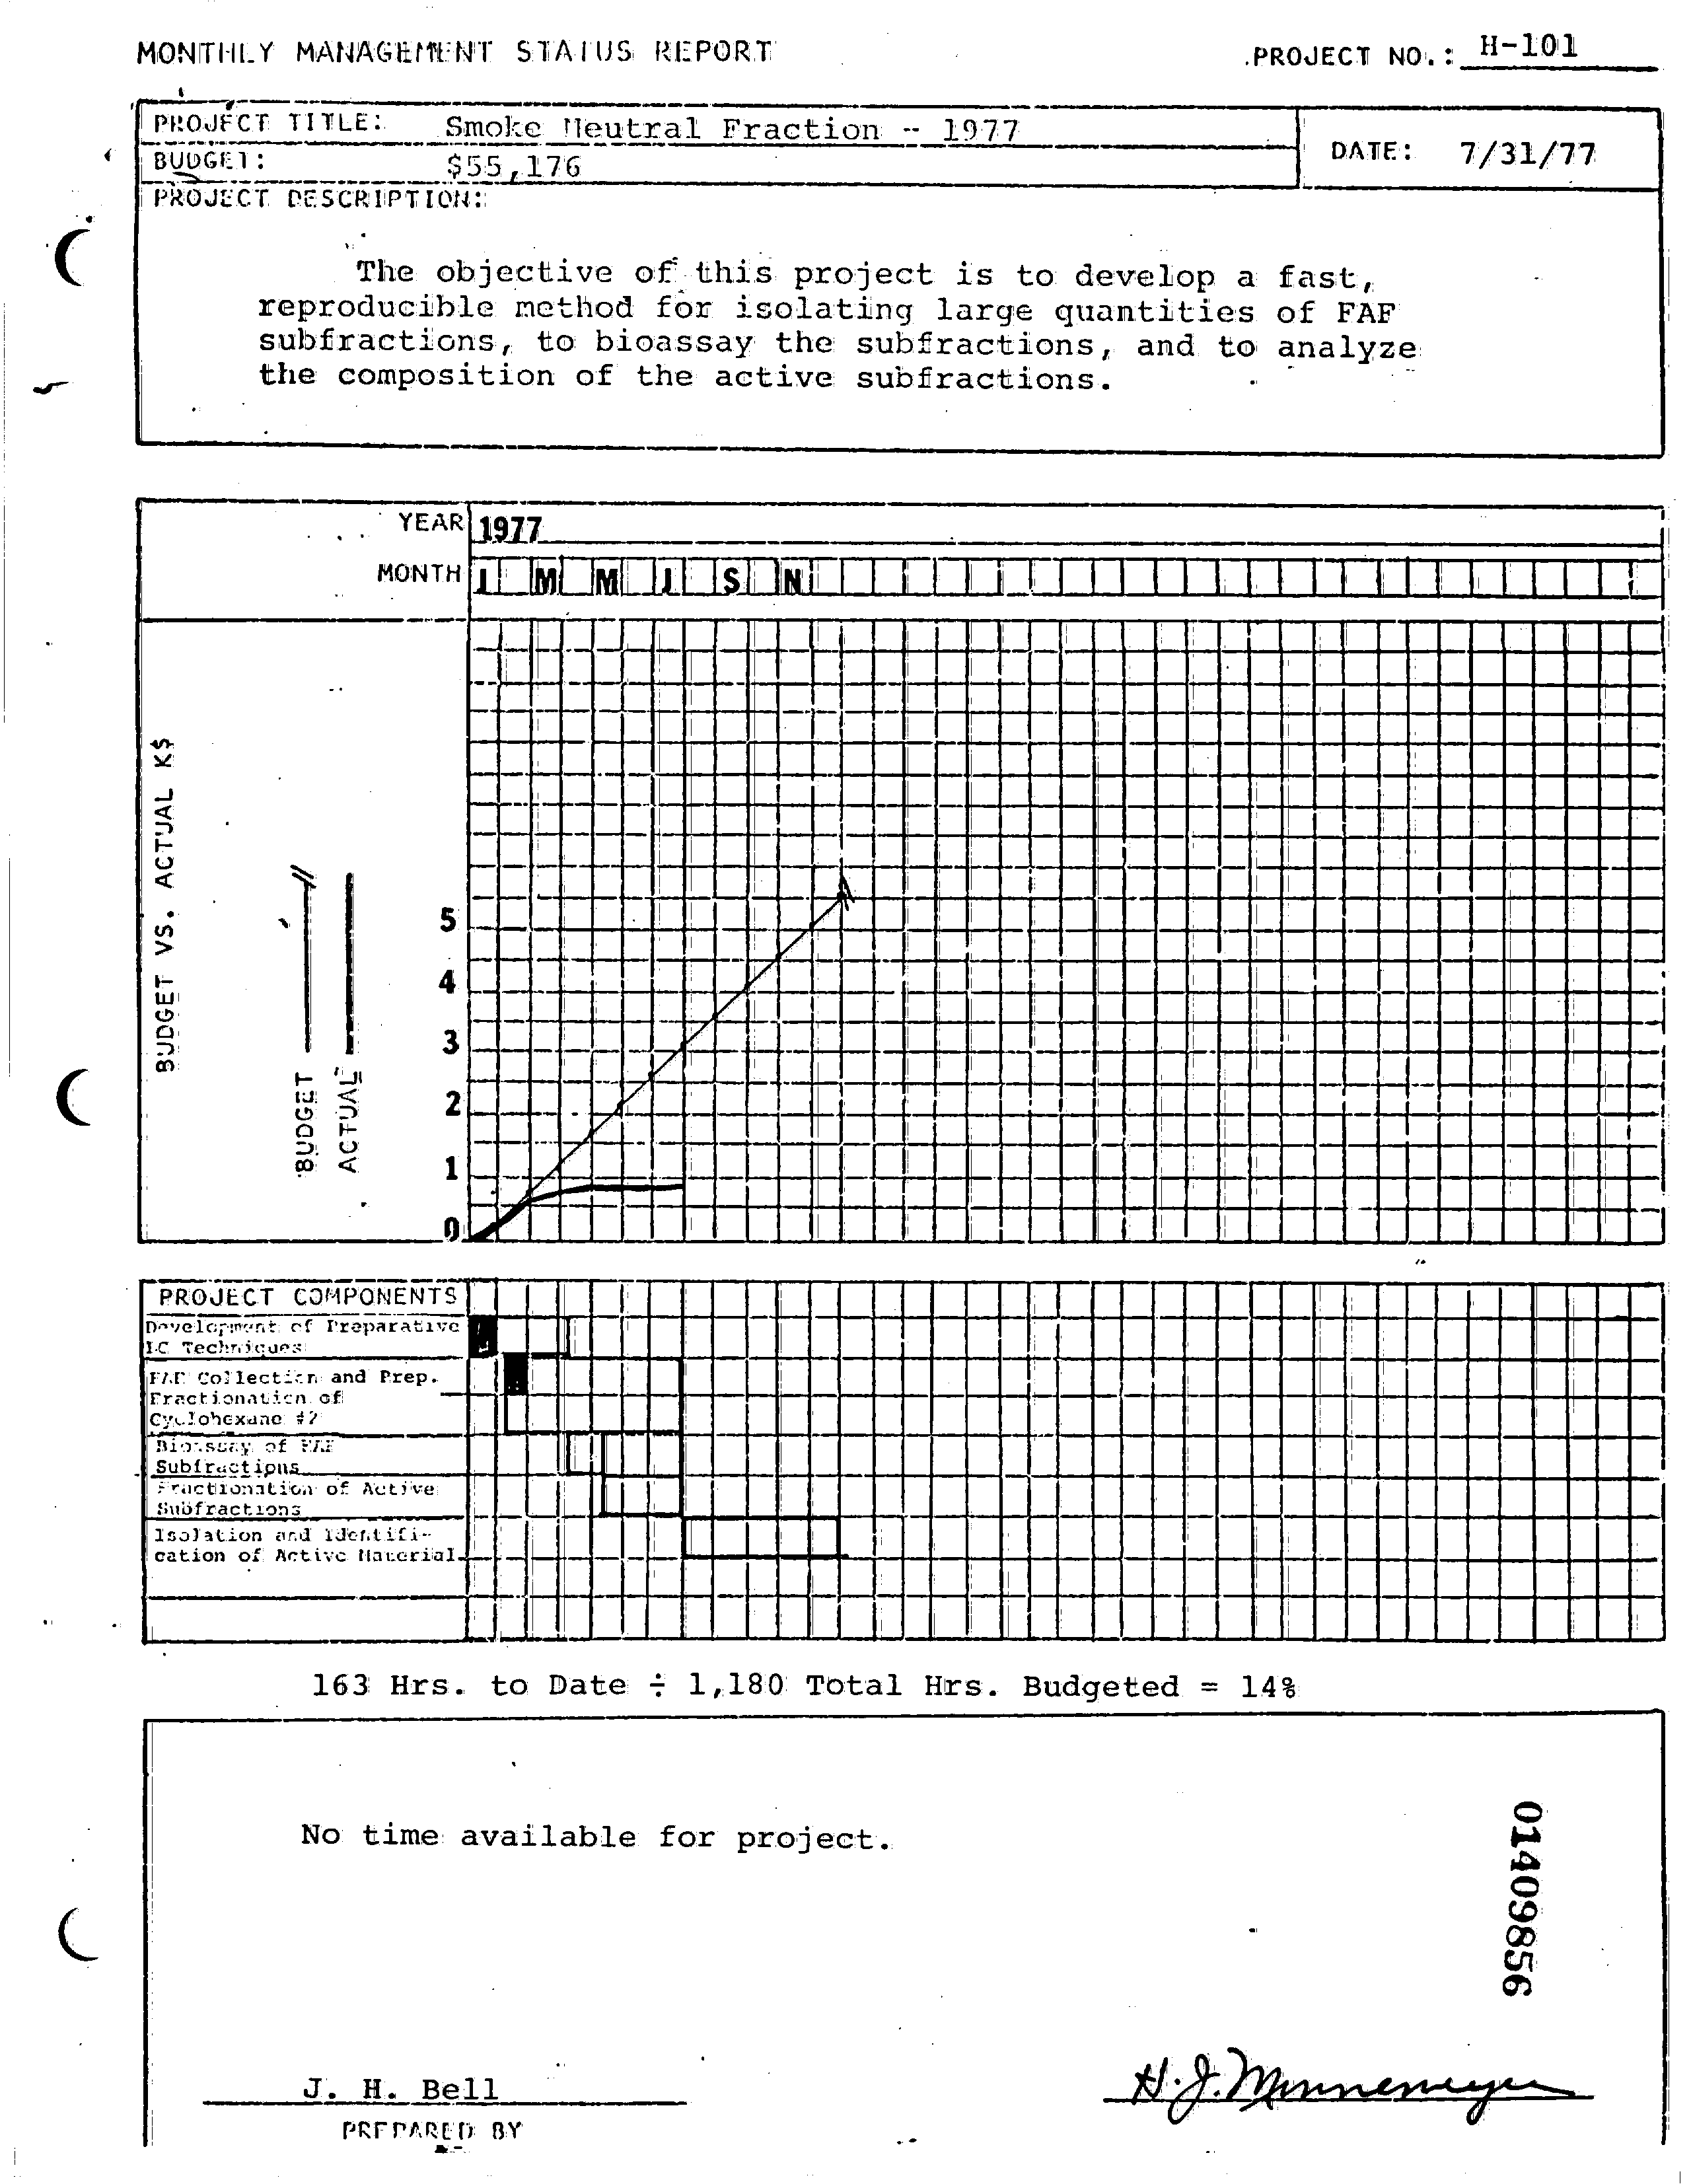 MONTHLY MANAGEMENT STATUS REPORT
PROJECT NO.: H-101
PROJECT TITLE: Smoke Neutral Fraction -- 1977
BUDGET: $55,176
DATE: 7/31/77
PROJECT DESCRIPTION:
The objective of this project is to develop a fast,
reproducible method for isolating large quantities of FAF
subfractions, to bioassay the subfractions, and to analyze
the composition of the active subfractions.
YEAR 1977
MONTH J M M J S N
BUDGET VS. ACTUAL K$
BUDGET
ACTUAL
5
4
3
2
1
0
PROJECT COMPONENTS
Development of Preparative
LC Techniques
FAF Collection and Prep.
Fractionation of
Cyclohexane #2
Bioassay of FAF
Subfractions
Fractionation of Active
Subfractions
Isolation and Identifi-
cation of Active Material
163 Hrs. to Date ÷ 1,180 Total Hrs. Budgeted = 14%
No time available for project.
01409856
J. H. Bell
H. J. Minnemeyer
PREPARED BY